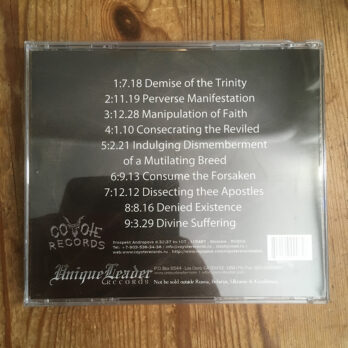 1:7.18 Demise of the Trinity
2:11.19 Perverse Manifestation
3:12.28 Manipulation of Faith
4:1.10 Consecrating the Reviled
5:2.21 Indulging Dismemberment
of a Mutilating Breed
6:9.13 Consume the Forsaken
7:12.12 Dissecting thee Apostles
8:8.16 Denied Existence
9:3.29 Divine Suffering
COYOTE
RECORDS
Unique Leader
RECORDS
Not be sold outside Russia, Belarus, Ukraine &